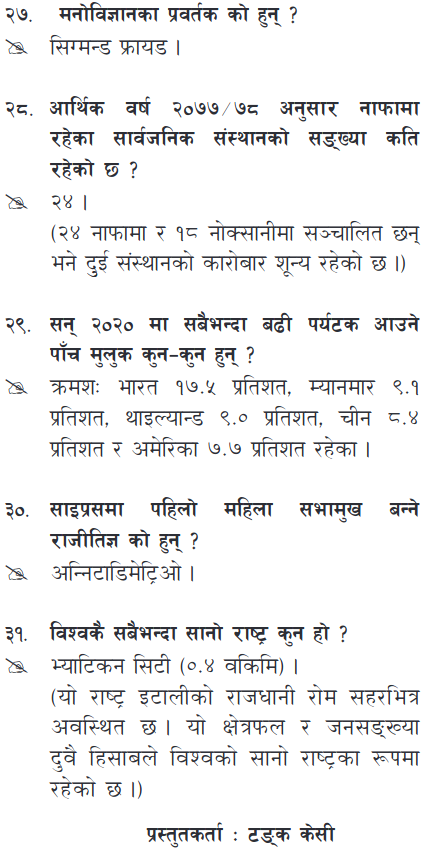 २७. मनोविज्ञानका प्रवर्तक को हुन् ?
सिग्मन्ड फ्रायड ।
२८. आर्थिक वर्ष २०७७/७८ अनुसार नाफामा
रहेका सार्वजनिक संस्थानको सङ्ख्या कति
रहेको छ ?
२४ ।
(२४ नाफामा र १८ नोक्सानीमा सञ्चालित छन्
भने दुई संस्थानको कारोबार शून्य रहेको छ ।)
२९. सन् २०२० मा सबैभन्दा बढी पर्यटक आउने
पाँच मुलुक कुन-कुन हुन् ?
क्रमशः भारत १७.५ प्रतिशत, म्यानमार ९.१
प्रतिशत, थाइल्यान्ड ९.० प्रतिशत, चीन ८.४
प्रतिशत र अमेरिका ७.७ प्रतिशत रहेका ।
३०. साइप्रसमा पहिलो महिला सभामुख बन्ने
राजीतिज्ञ को हुन् ?
अन्निटाडिमेट्रिओ ।
३१. विश्वकै सबैभन्दा सानो राष्ट्र कुन हो ?
भ्याटिकन सिटी (०.४ वकिमि) ।
(यो राष्ट्र इटालीको राजधानी रोम सहरभित्र
अवस्थित छ । यो क्षेत्रफल र जनसङ्ख्या
दुवै हिसाबले विश्वको सानो राष्ट्रका रूपमा
रहेको छ ।)
प्रस्तुतकर्ता : टङ्क केसी